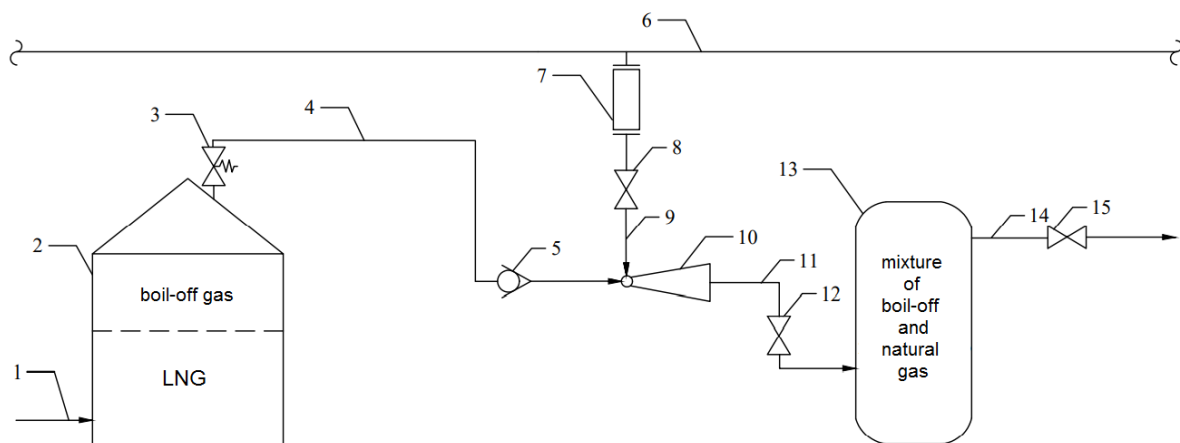 6
7
3
4
8
13
14
15
2
5
9
10
11
12
boil-off gas
mixture
of
boil-off
and
natural
gas
1
LNG